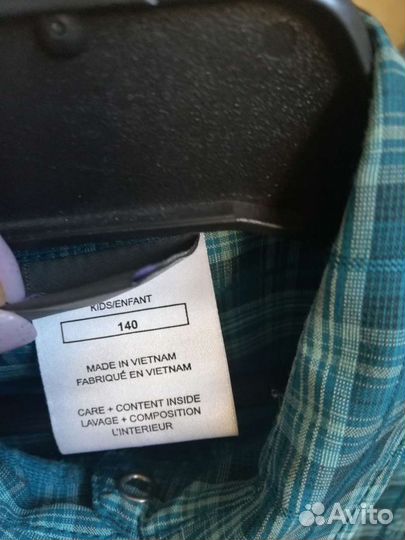 KIDS/ENFANT
140
MADE IN VIETNAM
FABRIQUÉ EN VIETNAM
CARE + CONTENT INSIDE
LAVAGE + COMPOSITION
L'INTERIEUR
Avito